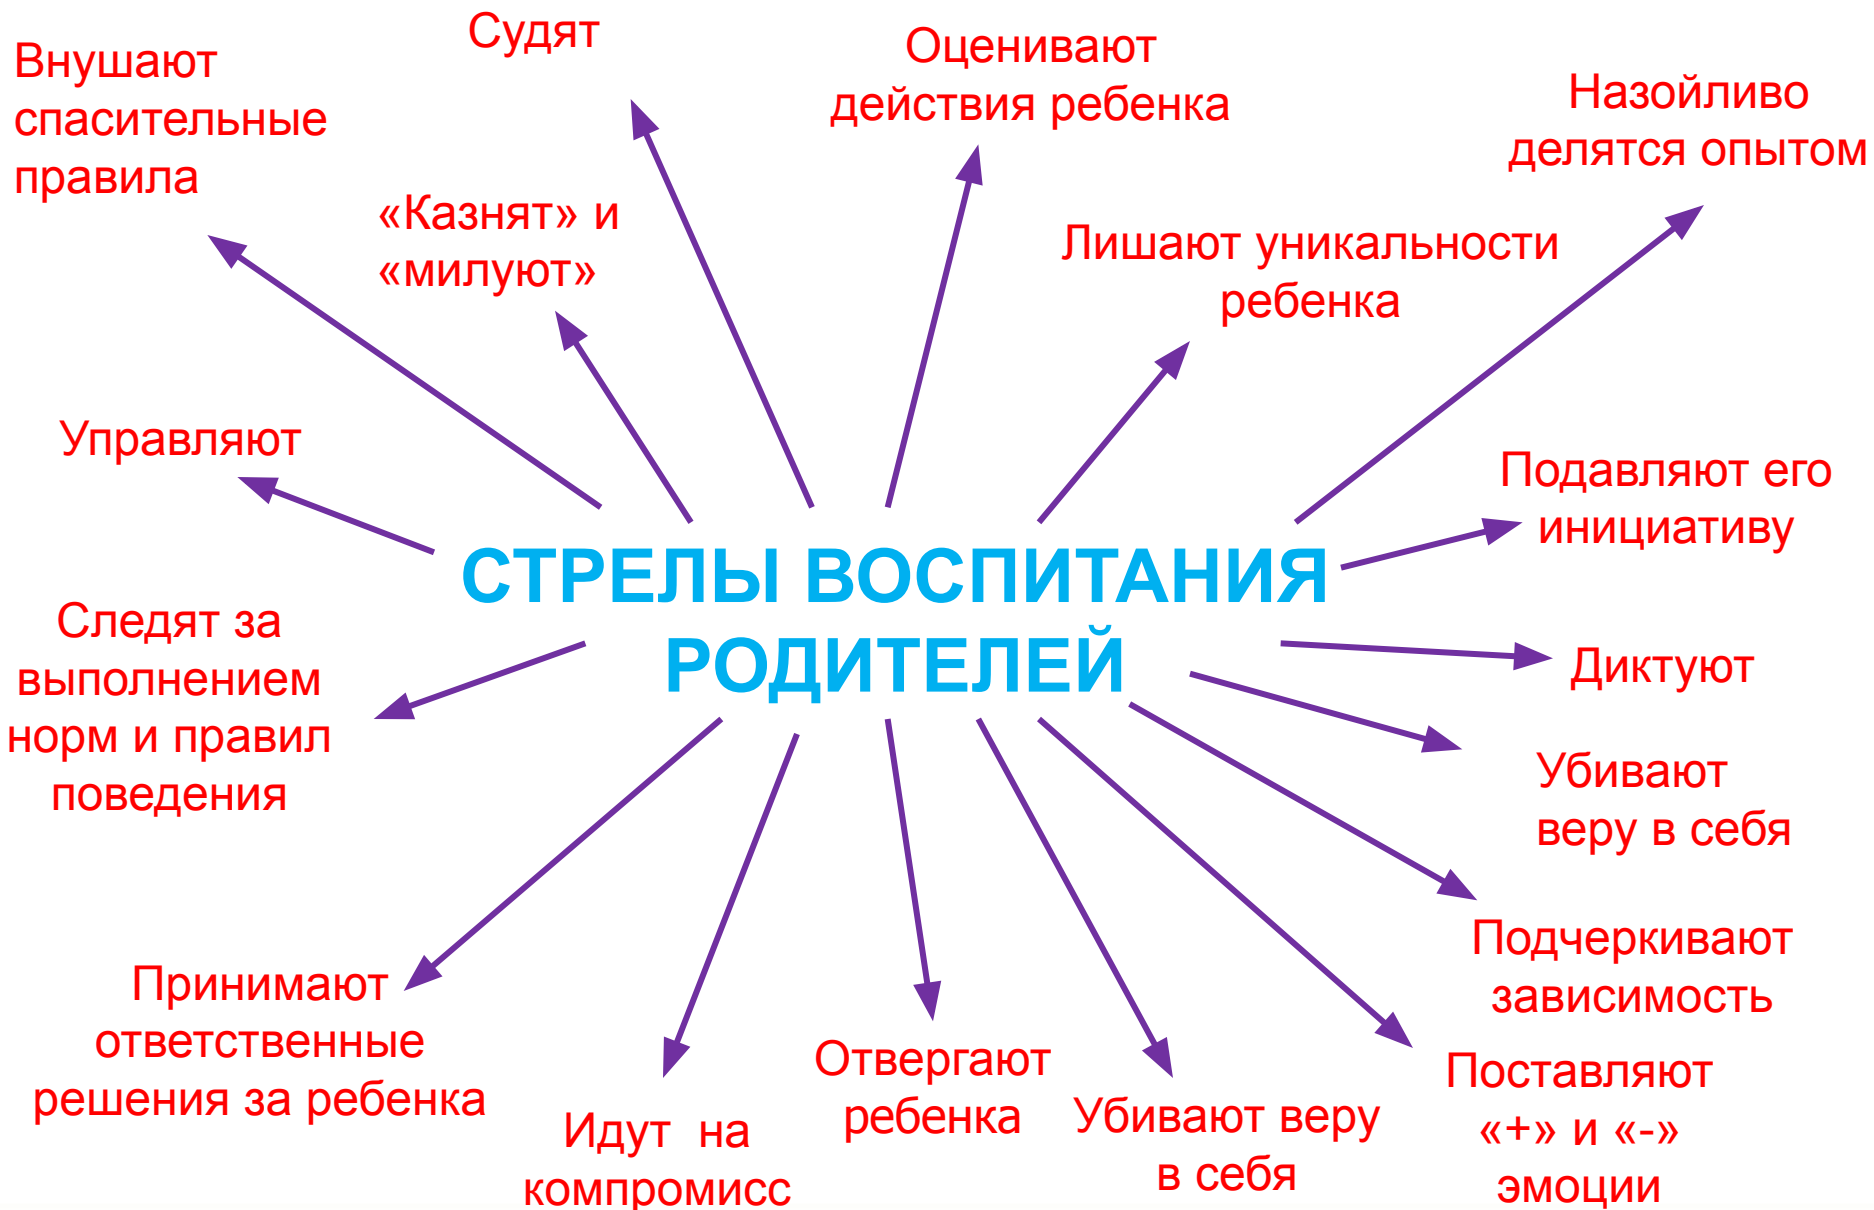 Судят
Внушают
спасительные
правила
Оценивают
действия ребенка
Назойливо
делятся опытом
«Казнят» и
«милуют»
Лишают уникальности
ребенка
Управляют
Подавляют его
инициативу
СТРЕЛЫ ВОСПИТАНИЯ
РОДИТЕЛЕЙ
Следят за
выполнением
норм и правил
поведения
Диктуют
Убивают
веру в себя
Подчеркивают
зависимость
Принимают
ответственные
решения за ребенка
Идут на
компромисс
Отвергают
ребенка
Убивают веру
в себя
Поставляют
«+» и «-»
эмоции